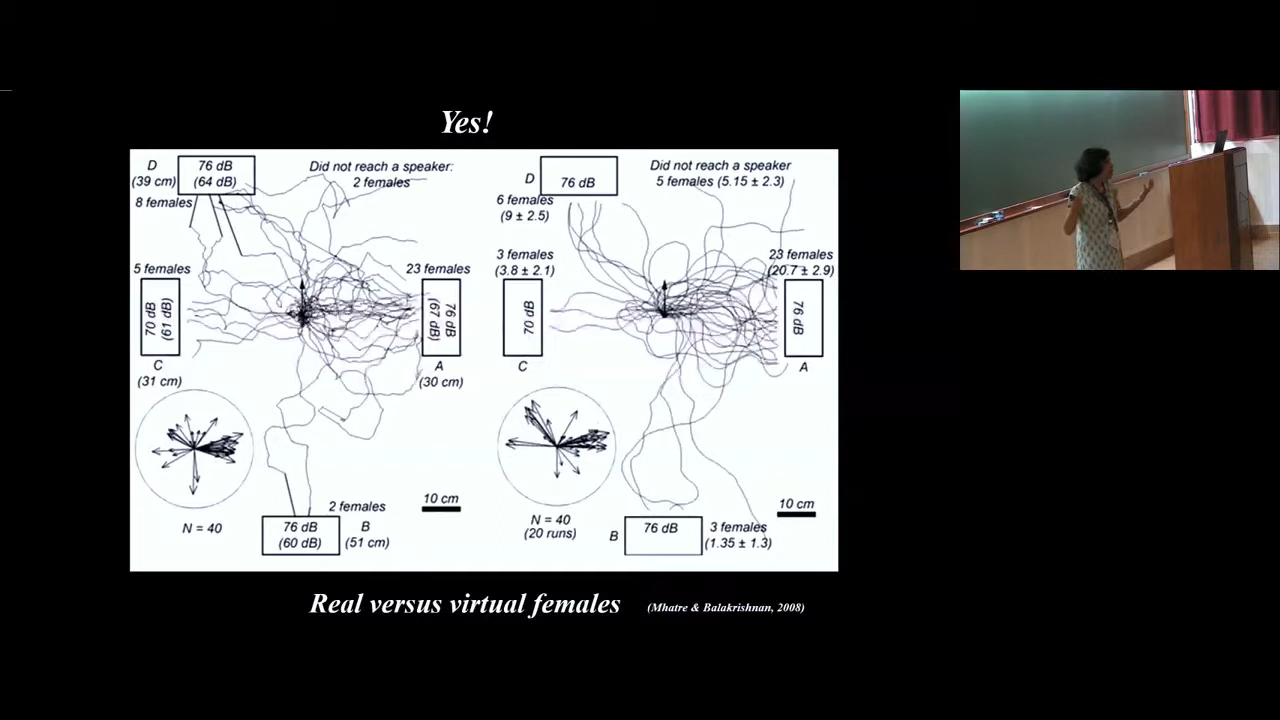 Yes!
D
(39 cm)
76 dB
(64 dB)
8 females
Did not reach a speaker:
2 females
5 females
70 dB
(61 dB)
C
(31 cm)
23 females
76 dB
(67 dB)
A
(30 cm)
N = 40
10 cm
2 females
76 dB
(60 dB)
B
(51 cm)
D
76 dB
6 females
(9 ± 2.5)
Did not reach a speaker
5 females (5.15 ± 2.3)
3 females
(3.8 ± 2.1)
70 dB
C
23 females
(20.7 ± 2.9)
76 dB
A
N = 40
(20 runs)
10 cm
B
76 dB
3 females
(1.35 ± 1.3)
Real versus virtual females
(Mhatre & Balakrishnan, 2008)